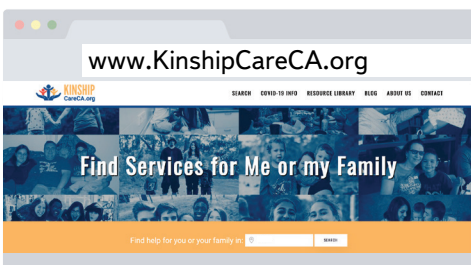 www.KinshipCareCA.org
KINSHIP
CareCA.org
SEARCH COVID-19 INFO RESOURCE LIBRARY BLOG ABOUT US CONTACT
Find Services for Me or my Family
Find help for you or your family in: SEARCH